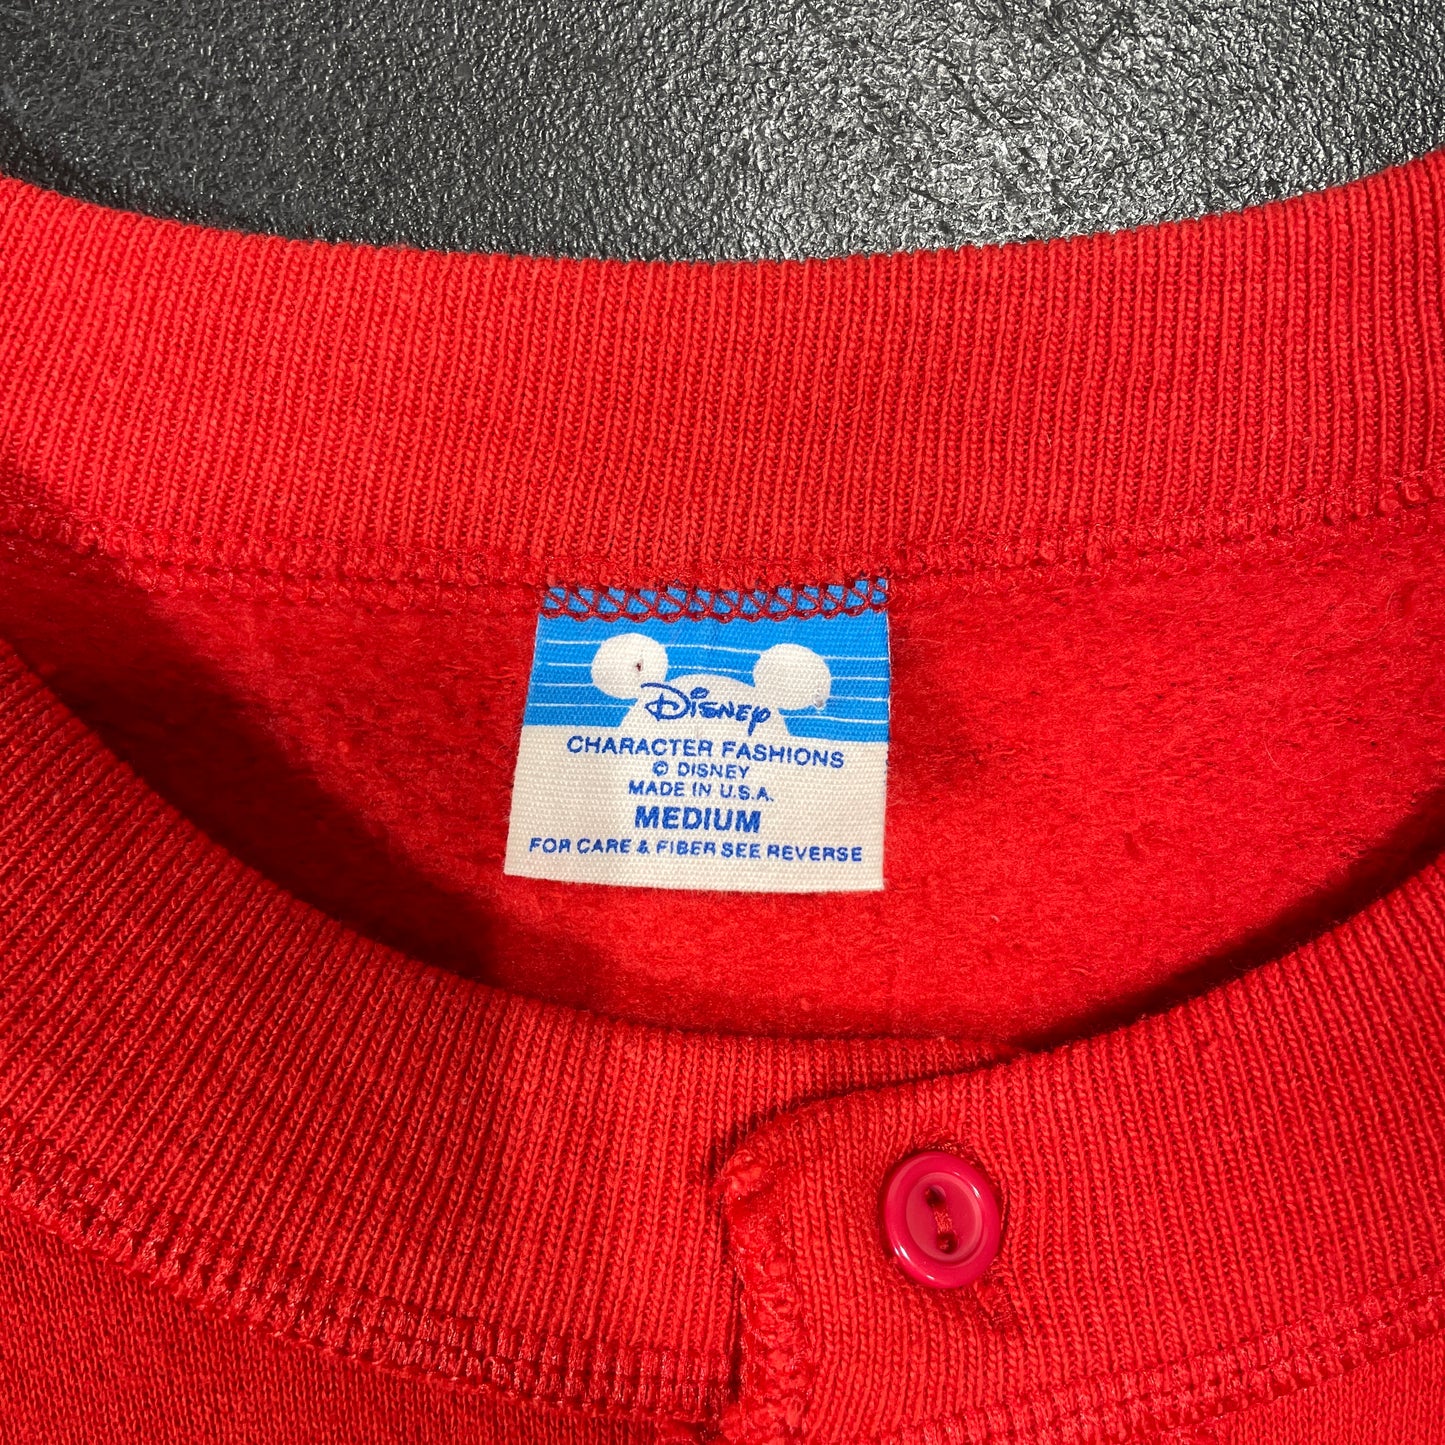 Disney
CHARACTER FASHIONS
© DISNEY
MADE IN U.S.A.
MEDIUM
FOR CARE & FIBER SEE REVERSE